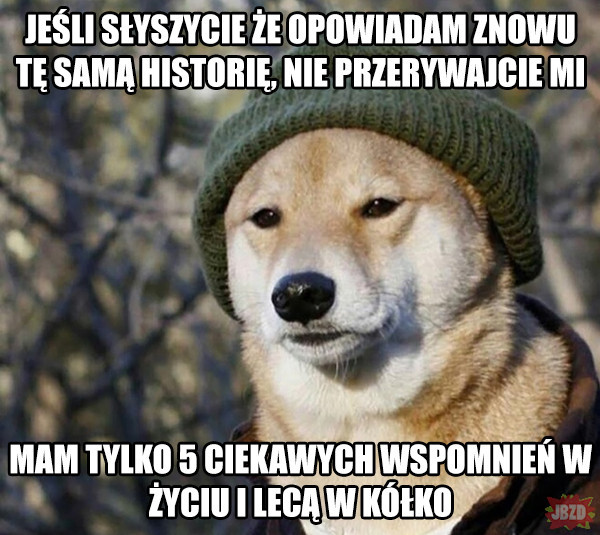 JEŚLI SŁYSZYCIE ŻE OPOWIADAM ZNOWU
TĘ SAMĄ HISTORIĘ, NIE PRZERYWAJCIE MI
MAM TYLKO 5 CIEKAWYCH WSPOMNIEŃ W
ŻYCIU I LECĄ W KÓŁKO
JBZD